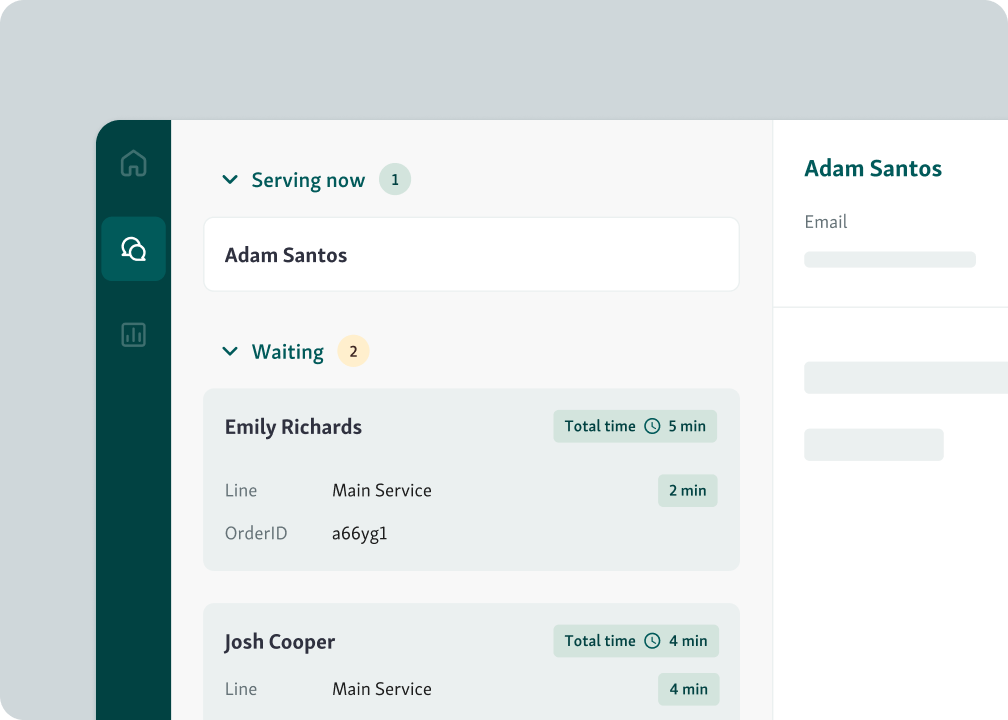 Serving now 1
Adam Santos
Waiting 2
Emily Richards Total time 5 min
Line Main Service 2 min
OrderID a66yg1
Josh Cooper Total time 4 min
Line Main Service 4 min
Adam Santos
Email